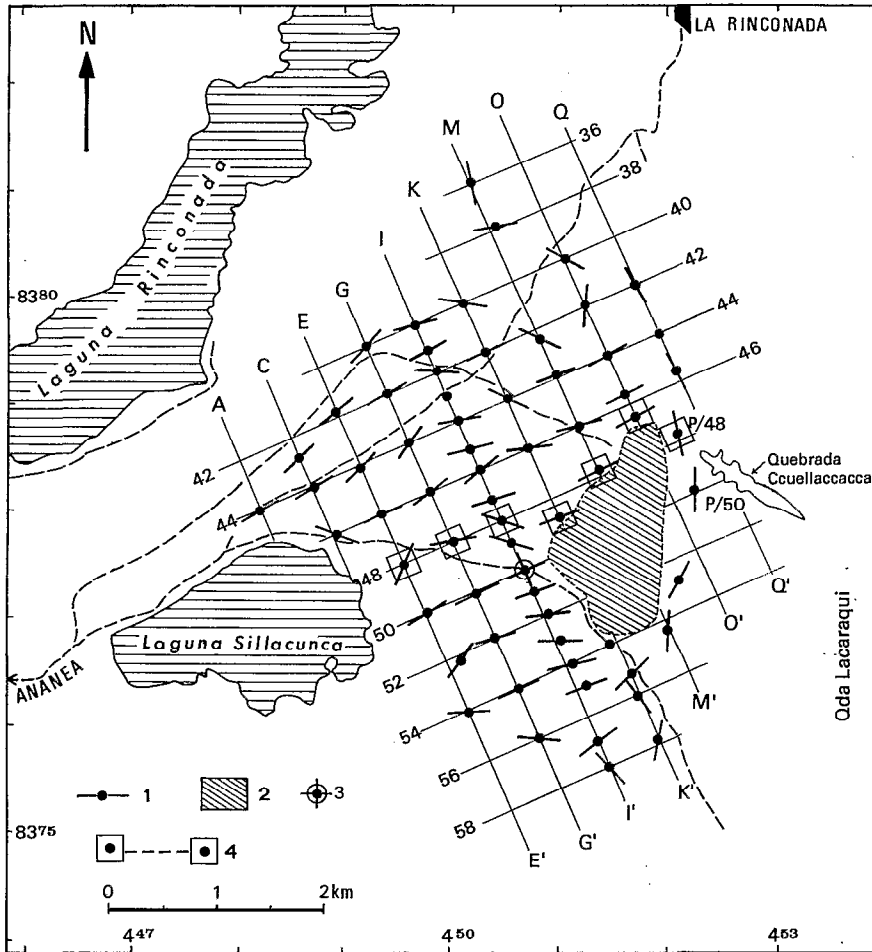 LA RINCONADA
N
O
Q
M
36
K
38
I
40
G
42
8380
E
44
C
46
A
Laguna Rinconada
P/48
42
Quebrada
Ccuellaccacca
P/50
44
48
Q'
50
O'
Laguna Sillacunca
52
ANANEA
M'
Qda Lacaraqui
54
56
K'
I'
58
G'
E'
1
2
3
8375
4
0 1 2km
447 450 453